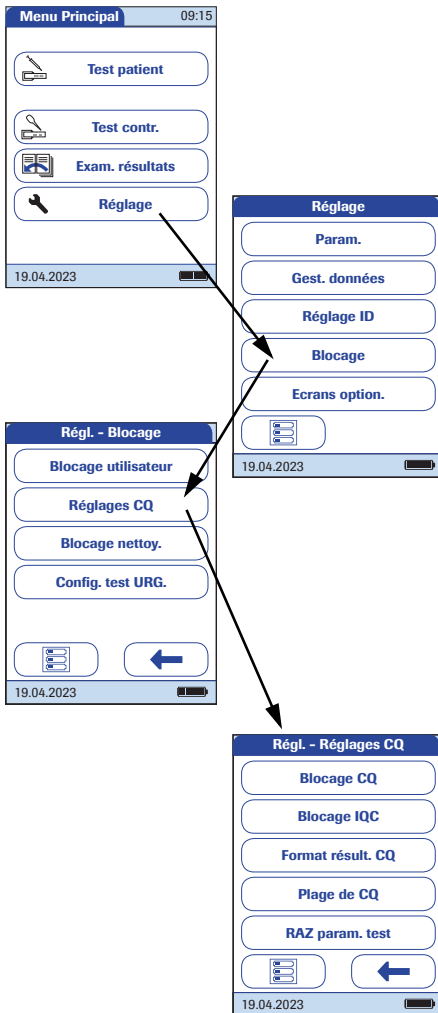 Menu Principal 09:15
Test patient
Test contr.
Exam. résultats
Réglage
19.04.2023
Réglage
Param.
Gest. données
Réglage ID
Blocage
Ecrans option.
19.04.2023
Régl. - Blocage
Blocage utilisateur
Réglages CQ
Blocage nettoy.
Config. test URG.
19.04.2023
Régl. - Réglages CQ
Blocage CQ
Blocage IQC
Format résult. CQ
Plage de CQ
RAZ param. test
19.04.2023